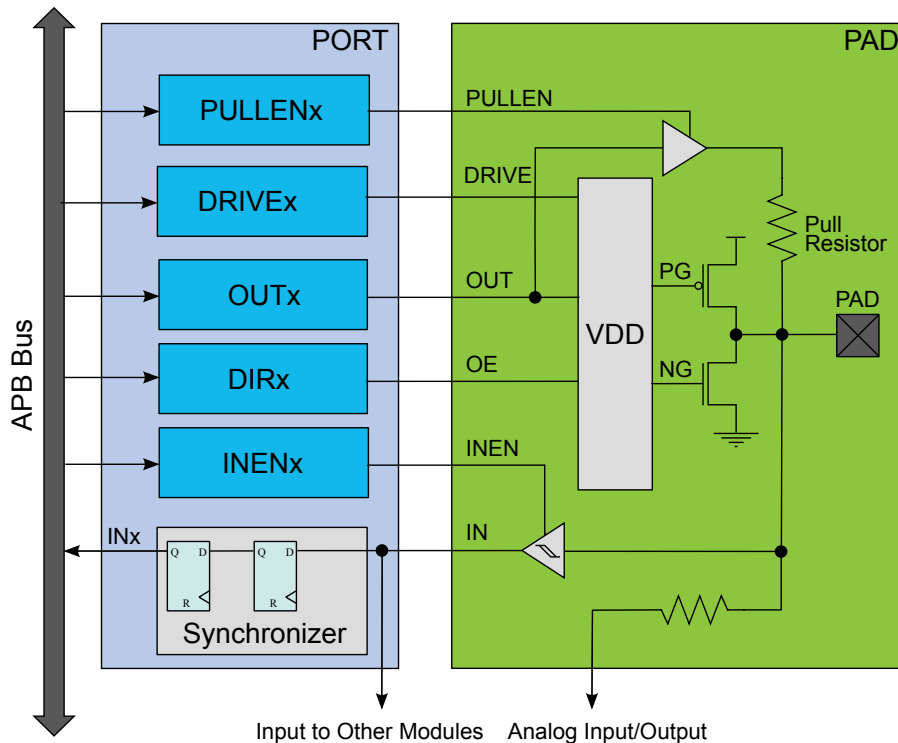 PORT
PAD
APB Bus
PULLENx
PULLEN
DRIVEx
DRIVE
Pull
Resistor
OUTx
OUT
PG
PAD
VDD
DIRx
OE
NG
INENx
INEN
INx
Q D
R
Q D
R
IN
Synchronizer
Input to Other Modules
Analog Input/Output